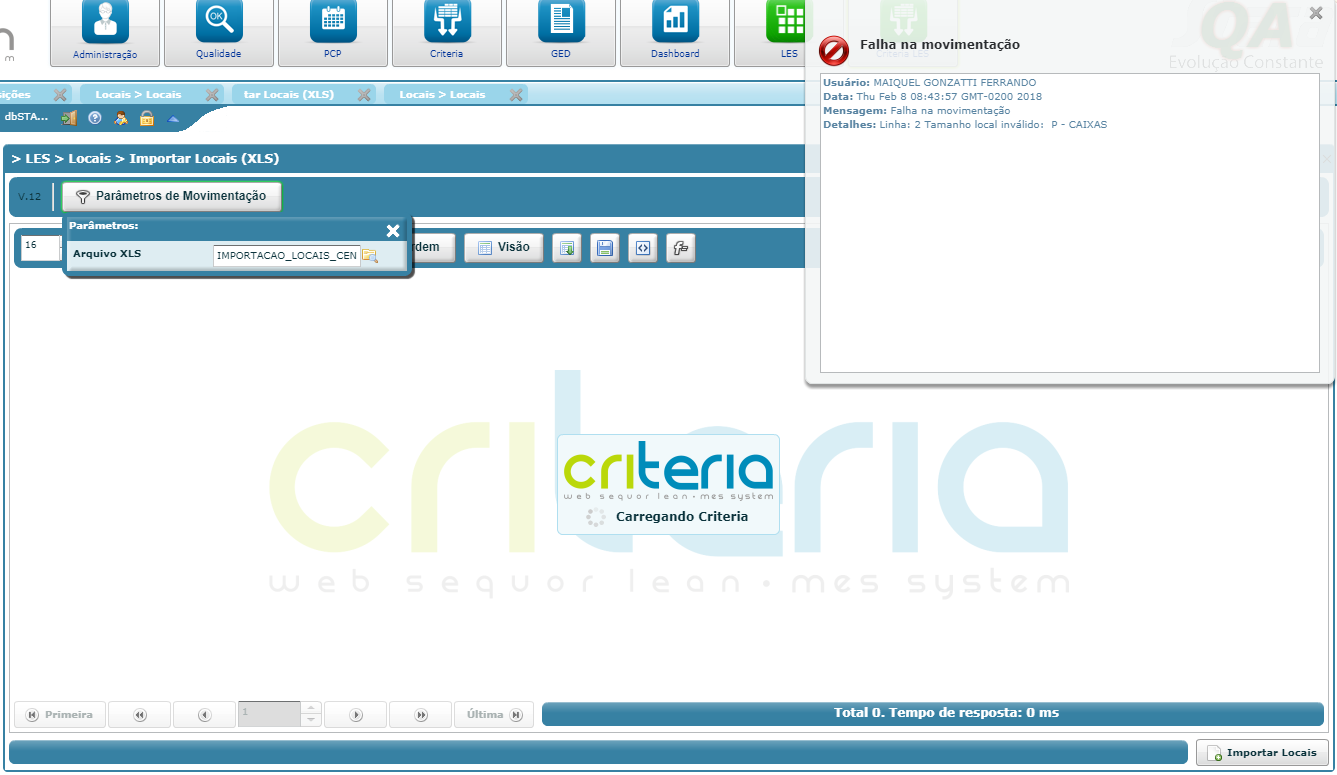 n
m
OK
Administração
Qualidade
PCP
Criteria
GED
Dashboard
LES
Criteria LES
QA
Evolução Constante
Falha na movimentação
Usuário: MAIQUEL GONZATTI FERRANDO
Data: Thu Feb 8 08:43:57 GMT-0200 2018
Mensagem: Falha na movimentação
Detalhes: Linha: 2 Tamanho local inválido: P - CAIXAS
sições
Locais > Locais
tar Locais (XLS)
Locais > Locais
dbSTA...
> LES > Locais > Importar Locais (XLS)
V.12
Parâmetros de Movimentação
Parâmetros:
Arquivo XLS
IMPORTACAO_LOCAIS_CEN
16
rdem
Visão
criteria
web sequor lean · mes system
criteria
web sequor lean · mes system
Carregando Criteria
Primeira
1
Última
Total 0. Tempo de resposta: 0 ms
Importar Locais